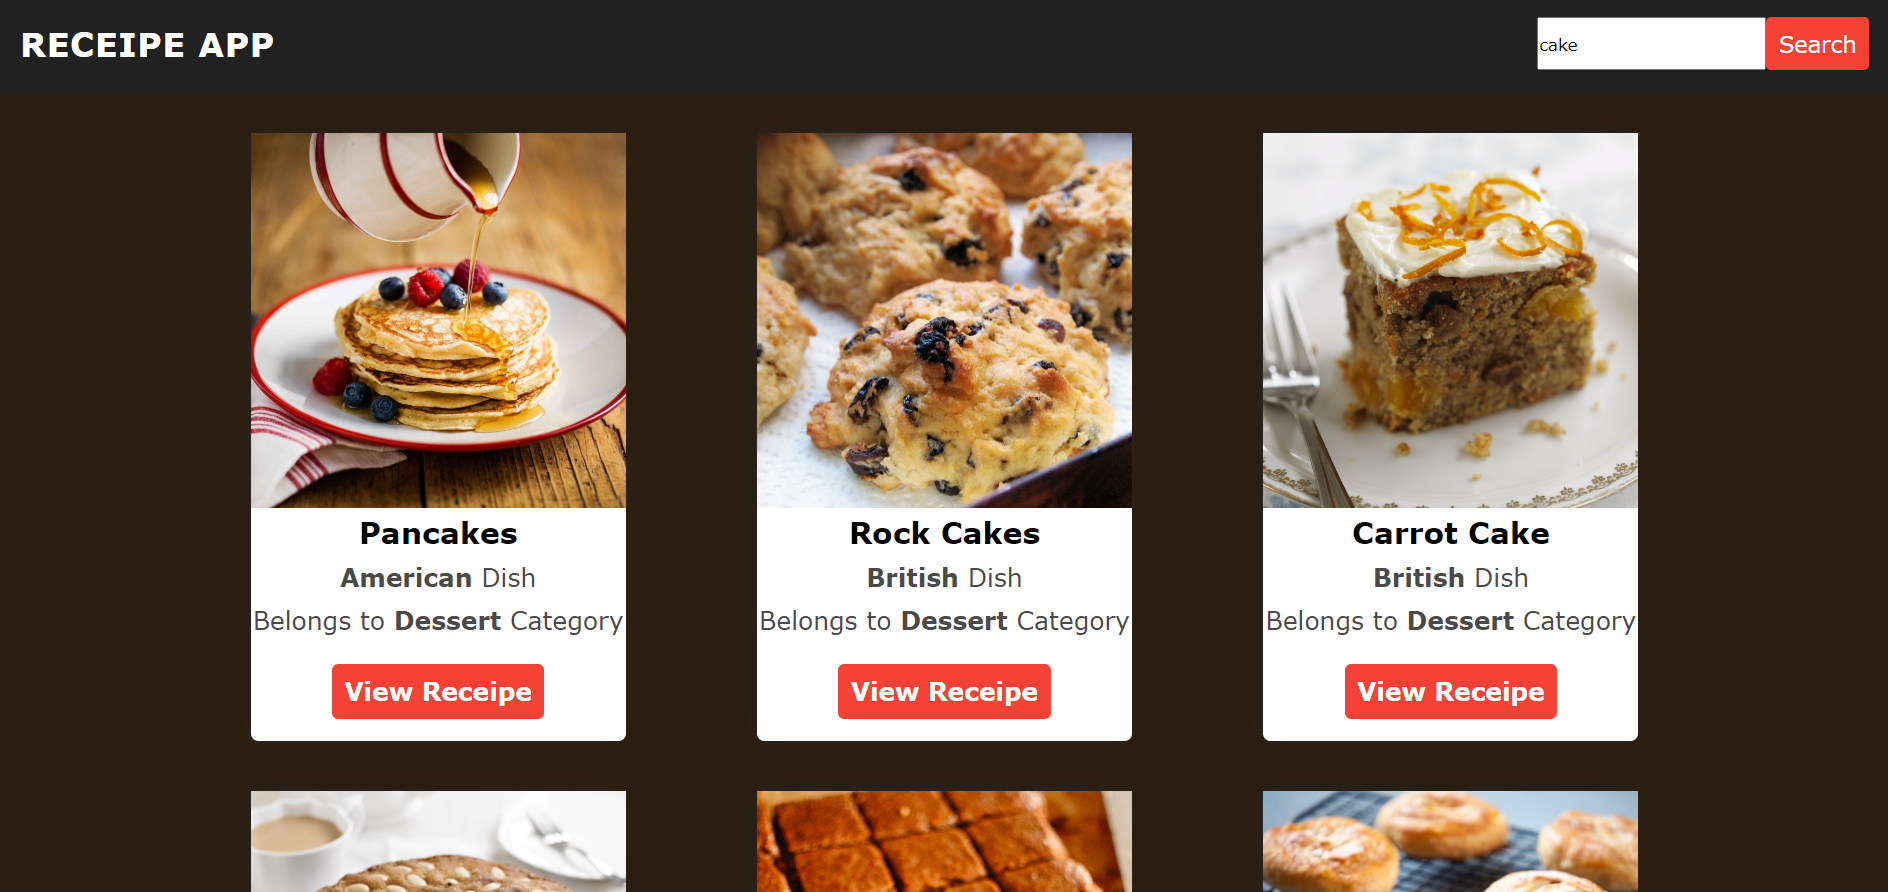 RECEIPE APP
cake
Search
Pancakes
American Dish
Belongs to Dessert Category
View Receipe
Rock Cakes
British Dish
Belongs to Dessert Category
View Receipe
Carrot Cake
British Dish
Belongs to Dessert Category
View Receipe